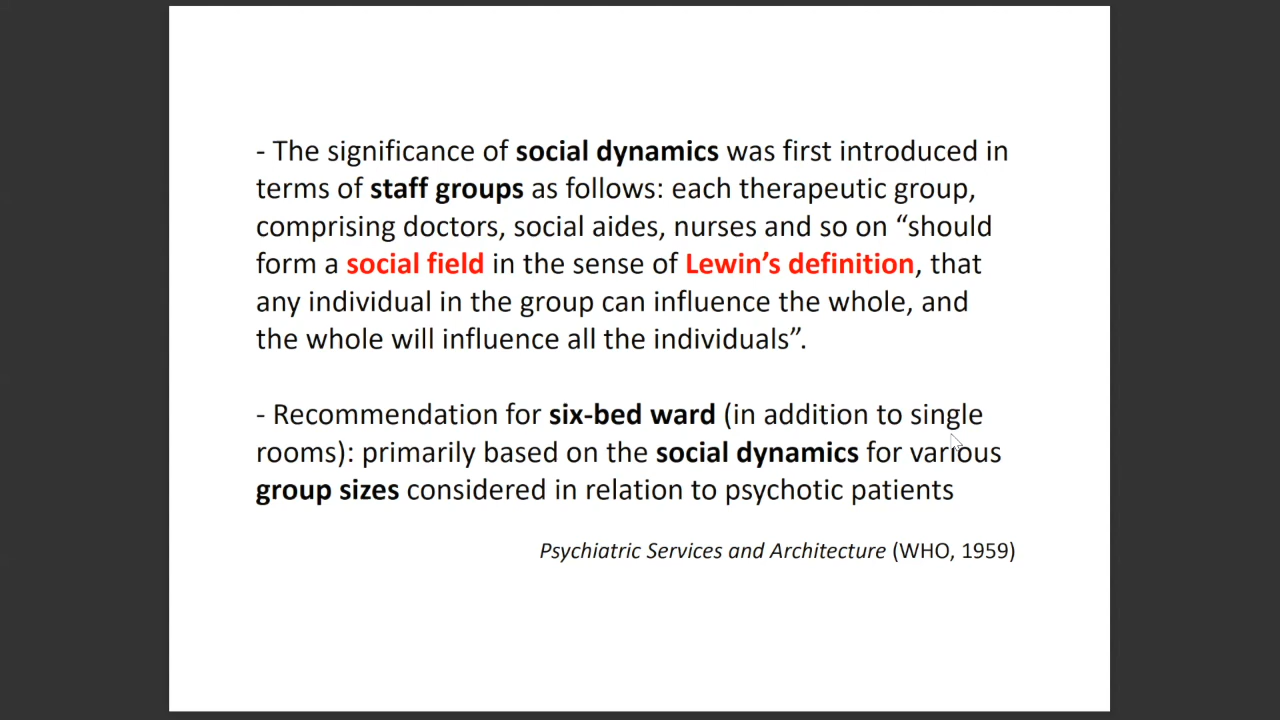 - The significance of social dynamics was first introduced in
terms of staff groups as follows: each therapeutic group,
comprising doctors, social aides, nurses and so on “should
form a social field in the sense of Lewin’s definition, that
any individual in the group can influence the whole, and
the whole will influence all the individuals”.
- Recommendation for six-bed ward (in addition to single
rooms): primarily based on the social dynamics for various
group sizes considered in relation to psychotic patients
Psychiatric Services and Architecture (WHO, 1959)